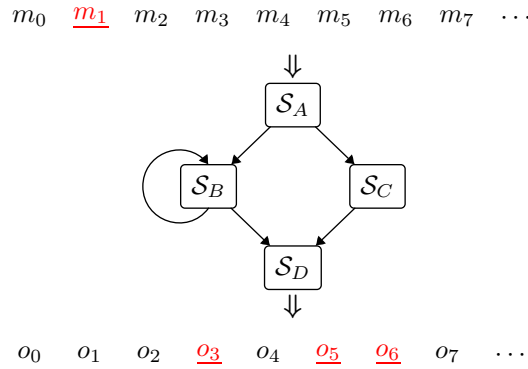 m₀ m₁ m₂ m₃ m₄ m₅ m₆ m₇ ⋯
⇓
𝒮_A
𝒮_B 𝒮_C
𝒮_D
⇓
o₀ o₁ o₂ o₃ o₄ o₅ o₆ o₇ ⋯